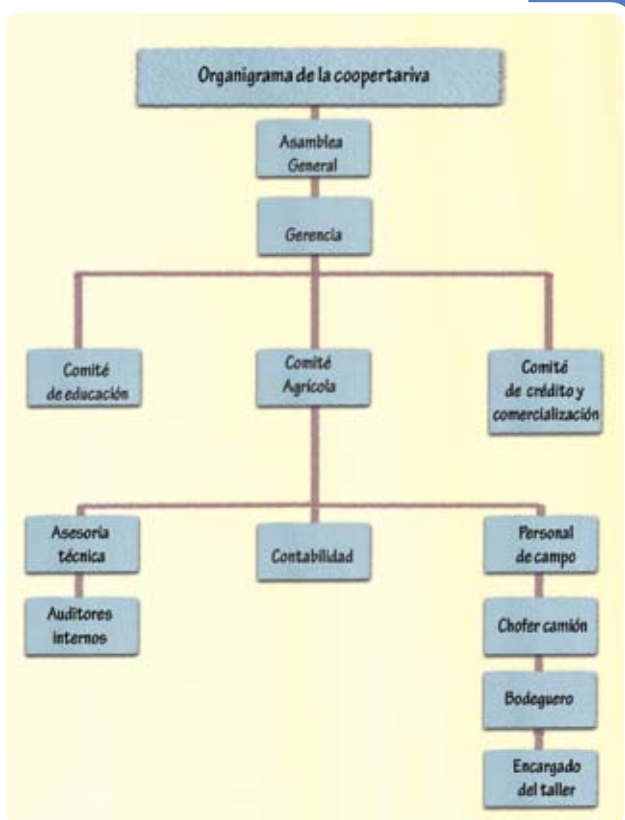 Organigrama de la coopertariva
Asamblea
General
Gerencia
Comité
de educación
Comité
Agrícola
Comité
de crédito y
comercialización
Asesoría
técnica
Contabilidad
Personal
de campo
Auditores
internos
Chofer camión
Bodeguero
Encargado
del taller